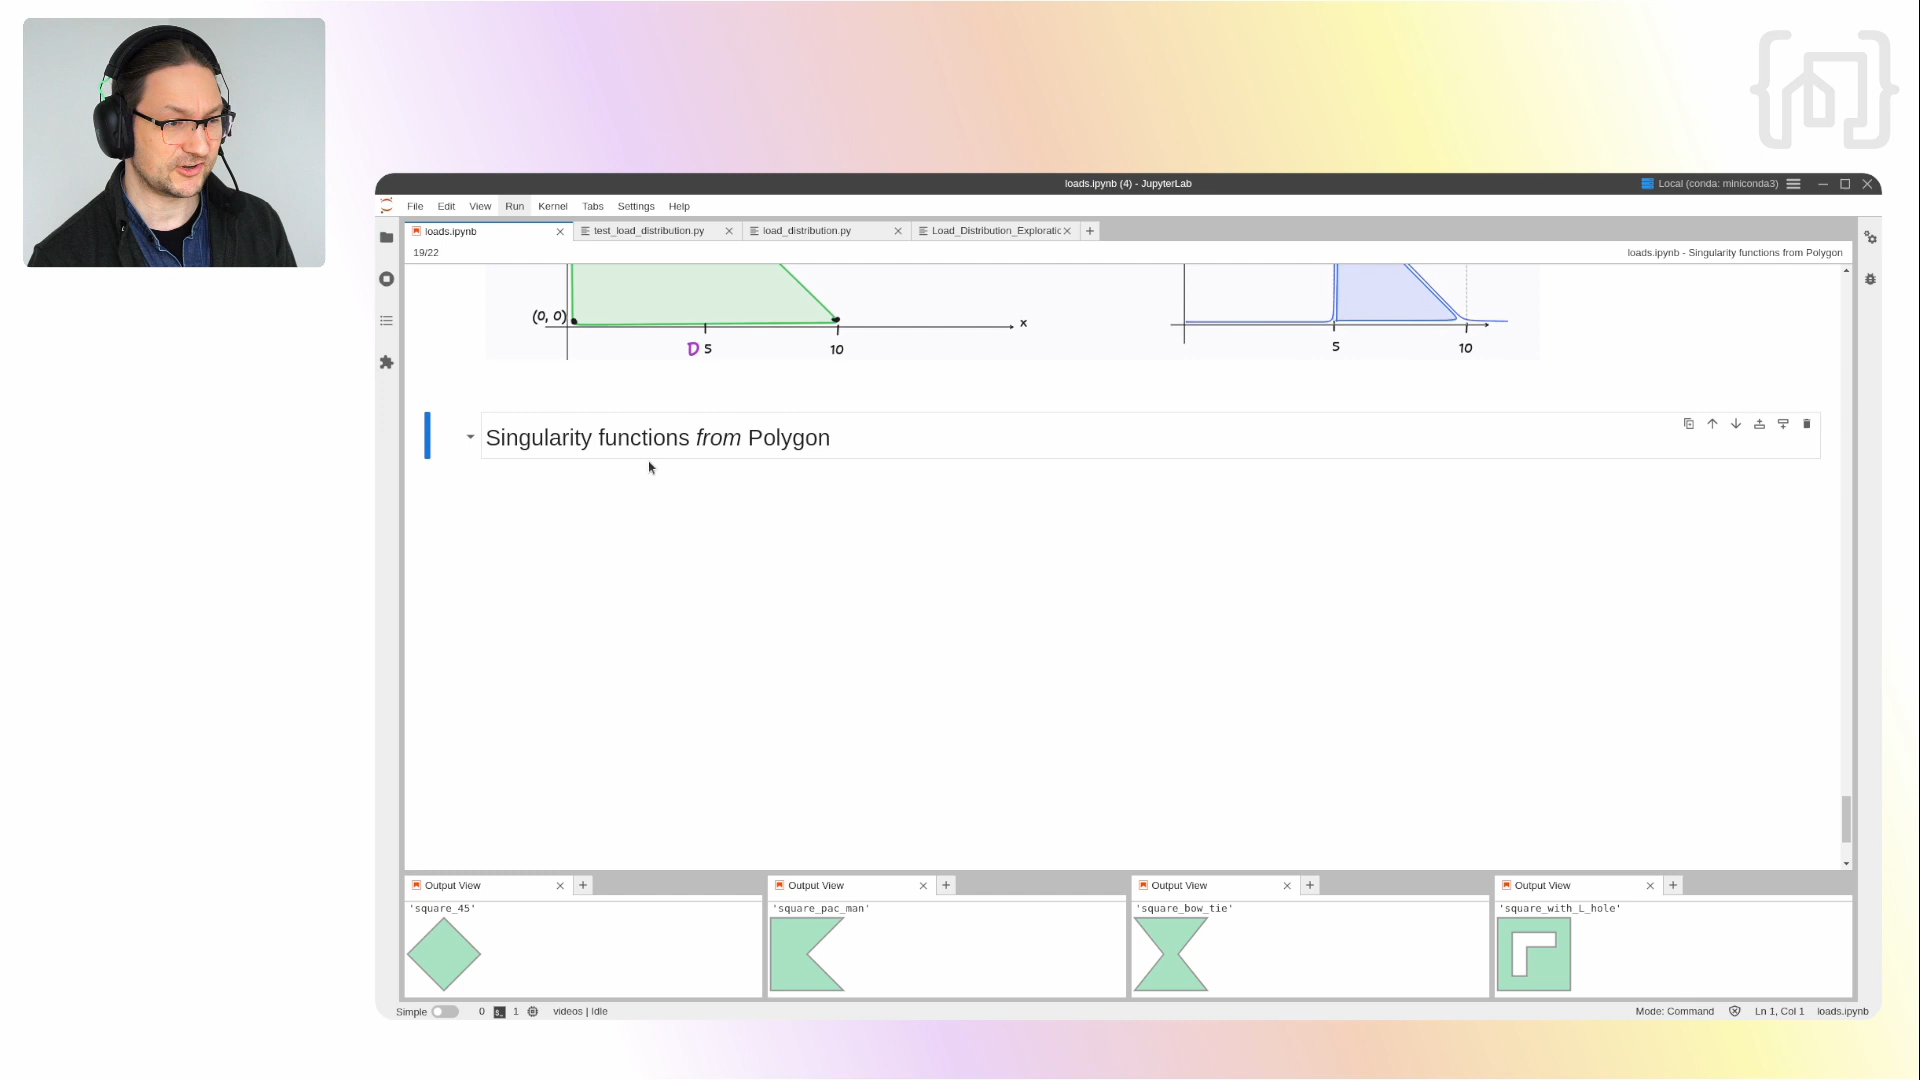 loads.ipynb (4) - JupyterLab
Local (conda: miniconda3)
File Edit View Run Kernel Tabs Settings Help
loads.ipynb
test_load_distribution.py
load_distribution.py
Load_Distribution_Exploratic
19/22
loads.ipynb - Singularity functions from Polygon
(0, 0)
x
D 5
10
5
10
Singularity functions from Polygon
Output View
Output View
Output View
Output View
'square_45'
'square_pac_man'
'square_bow_tie'
'square_with_L_hole'
Simple
0
1
videos | Idle
Mode: Command
Ln 1, Col 1
loads.ipynb